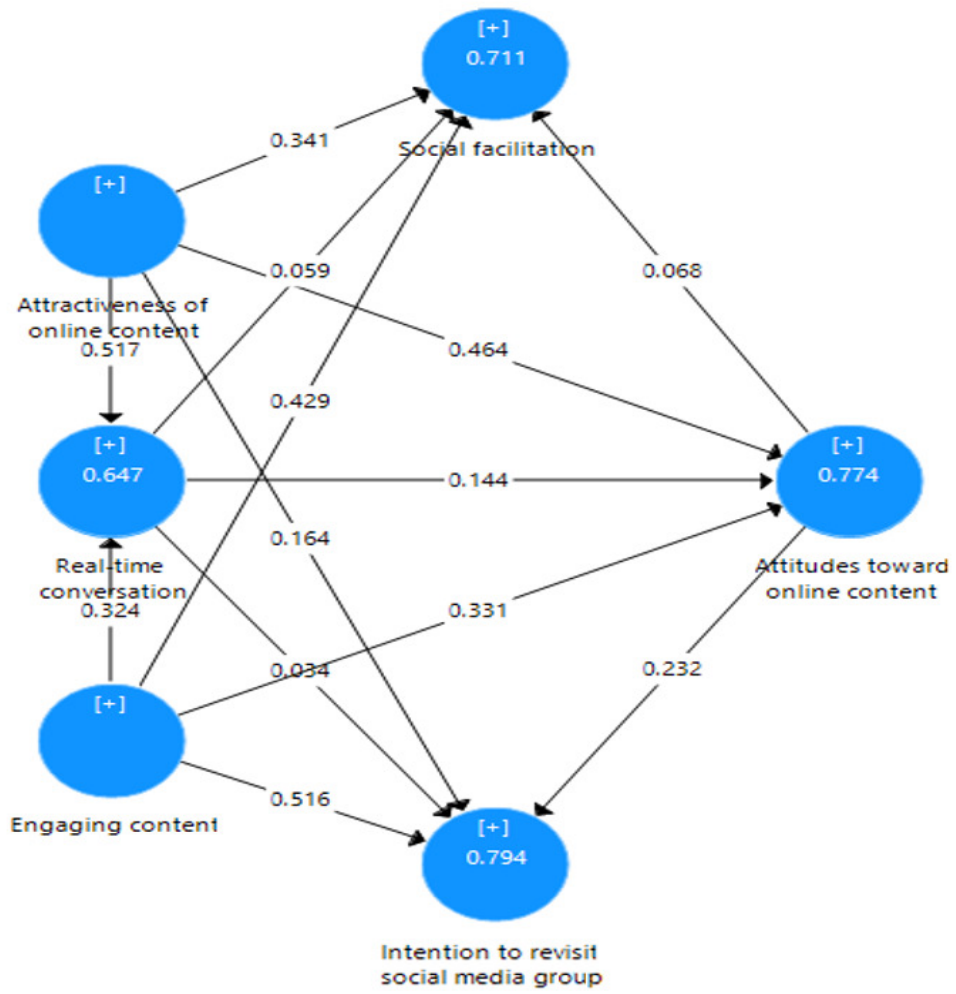 [+]
0.711
Social facilitation
0.341
[+]
Attractiveness of
online content
0.517
0.059
0.068
0.464
0.429
[+]
0.647
Real-time
conversation
0.324
0.144
[+]
0.774
Attitudes toward
online content
0.164
0.331
0.034
0.232
[+]
Engaging content
0.516
[+]
0.794
Intention to revisit
social media group